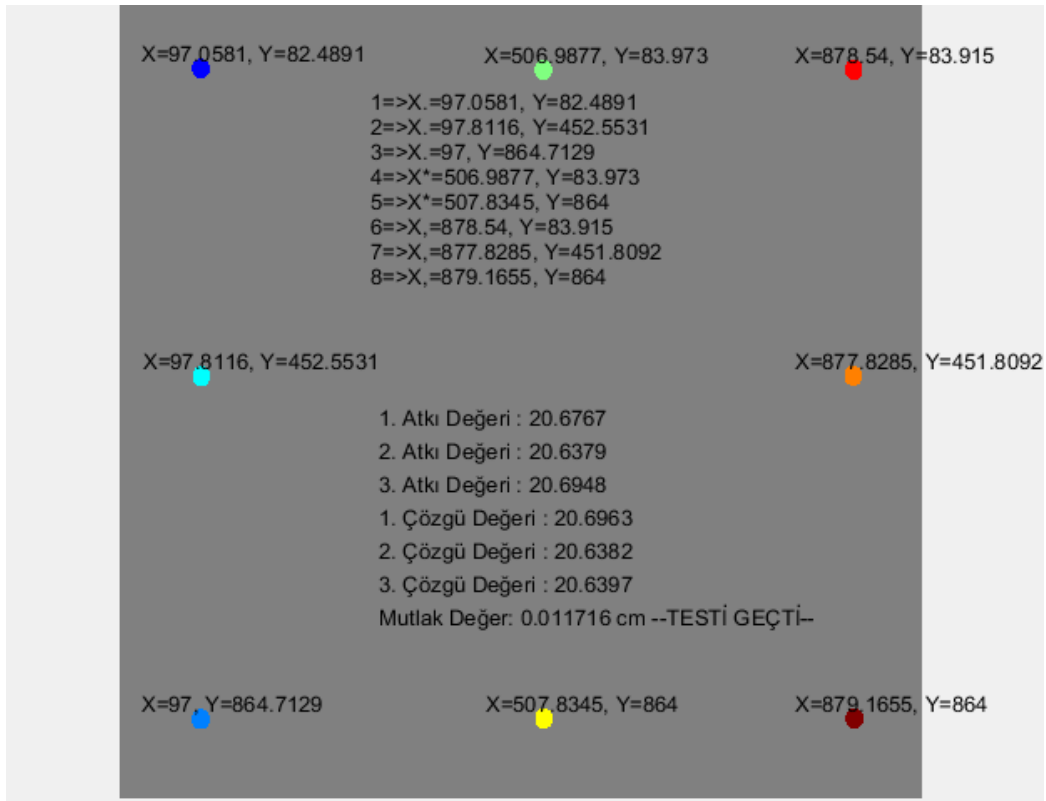 X=97.0581, Y=82.4891
X=506.9877, Y=83.973
X=878.54, Y=83.915
1=>X.=97.0581, Y=82.4891
2=>X.=97.8116, Y=452.5531
3=>X.=97, Y=864.7129
4=>X*=506.9877, Y=83.973
5=>X*=507.8345, Y=864
6=>X,=878.54, Y=83.915
7=>X,=877.8285, Y=451.8092
8=>X,=879.1655, Y=864
X=97.8116, Y=452.5531
X=877.8285, Y=451.8092
1. Atkı Değeri : 20.6767
2. Atkı Değeri : 20.6379
3. Atkı Değeri : 20.6948
1. Çözgü Değeri : 20.6963
2. Çözgü Değeri : 20.6382
3. Çözgü Değeri : 20.6397
Mutlak Değer: 0.011716 cm --TESTİ GEÇTİ--
X=97, Y=864.7129
X=507.8345, Y=864
X=879.1655, Y=864